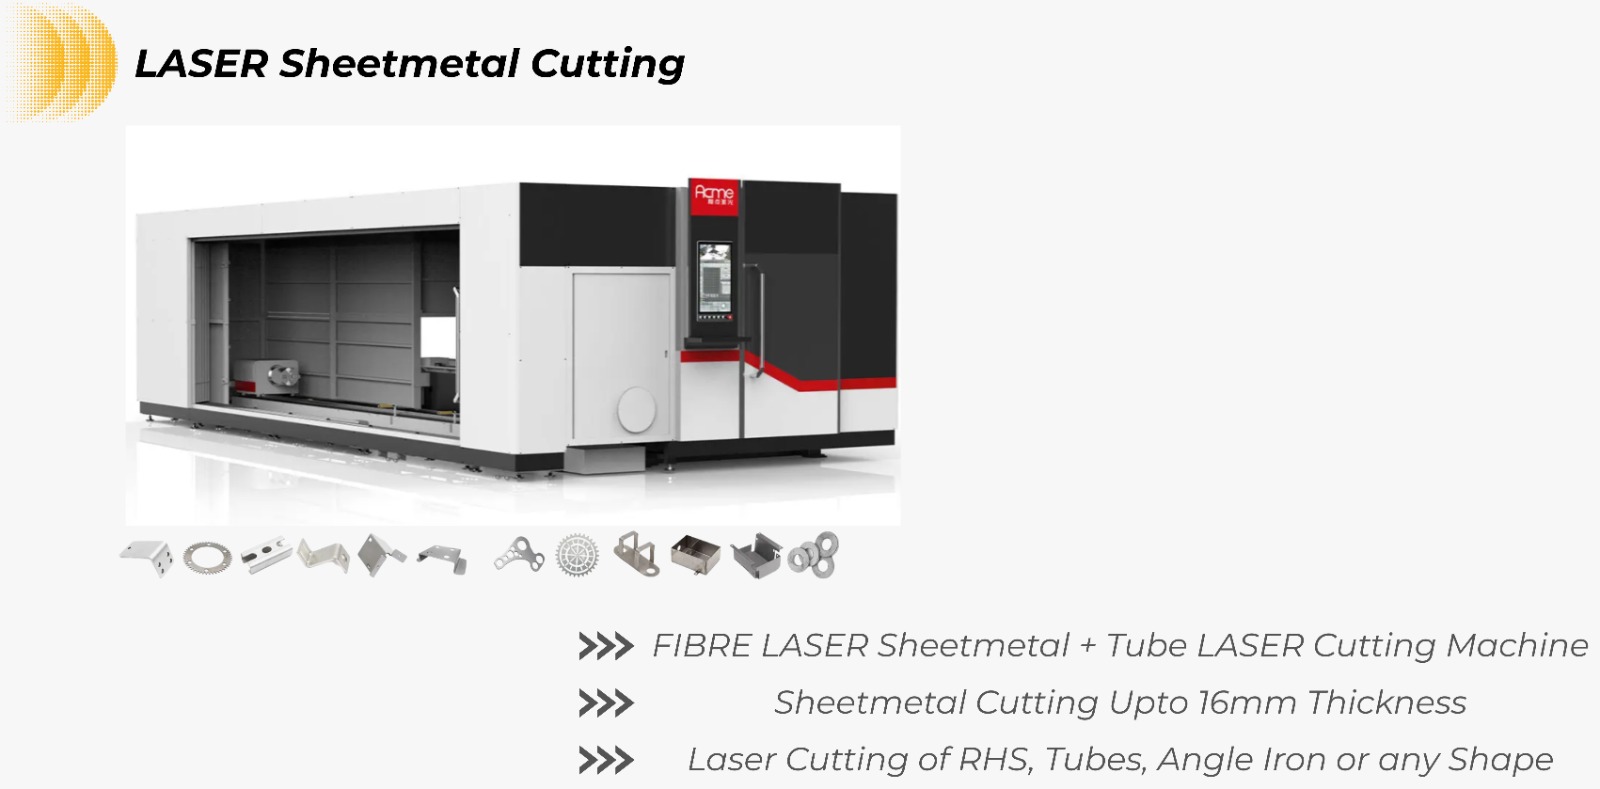 LASER Sheetmetal Cutting
Acme
FIBRE LASER Sheetmetal + Tube LASER Cutting Machine
Sheetmetal Cutting Upto 16mm Thickness
Laser Cutting of RHS, Tubes, Angle Iron or any Shape